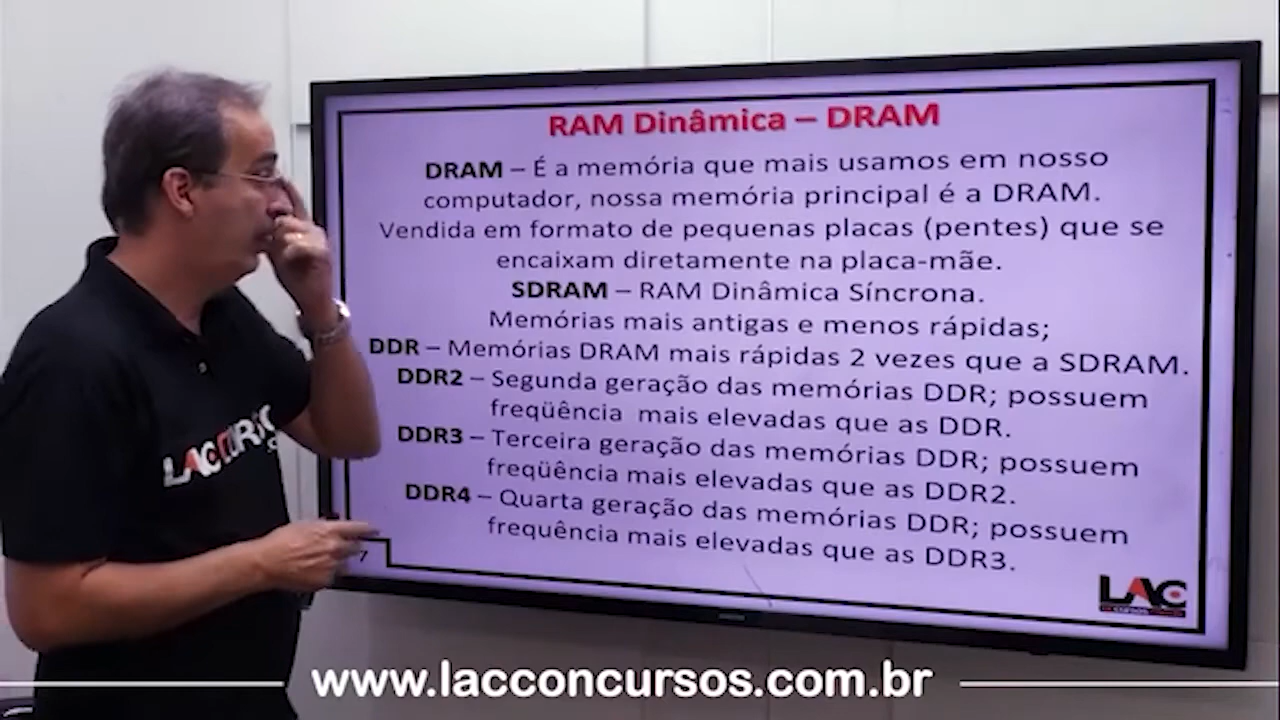 RAM Dinâmica – DRAM
DRAM – É a memória que mais usamos em nosso
computador, nossa memória principal é a DRAM.
Vendida em formato de pequenas placas (pentes) que se
encaixam diretamente na placa-mãe.
SDRAM – RAM Dinâmica Síncrona.
Memórias mais antigas e menos rápidas;
DDR – Memórias DRAM mais rápidas 2 vezes que a SDRAM.
DDR2 – Segunda geração das memórias DDR; possuem
freqüência mais elevadas que as DDR.
DDR3 – Terceira geração das memórias DDR; possuem
freqüência mais elevadas que as DDR2.
DDR4 – Quarta geração das memórias DDR; possuem
frequência mais elevadas que as DDR3.
7
LAC
www.lacconcursos.com.br